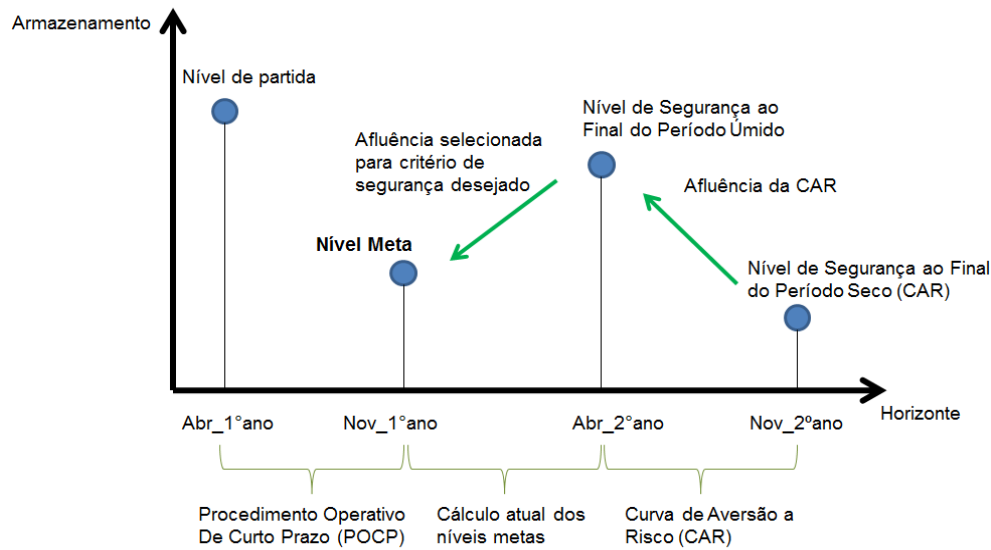 Armazenamento
Nível de partida
Nível de Segurança ao
Final do Período Úmido
Afluência selecionada
para critério de
segurança desejado
Afluência da CAR
Nível Meta
Nível de Segurança ao Final
do Período Seco (CAR)
Horizonte
Abr_1°ano
Nov_1°ano
Abr_2°ano
Nov_2ºano
Procedimento Operativo
De Curto Prazo (POCP)
Cálculo atual dos
níveis metas
Curva de Aversão a
Risco (CAR)